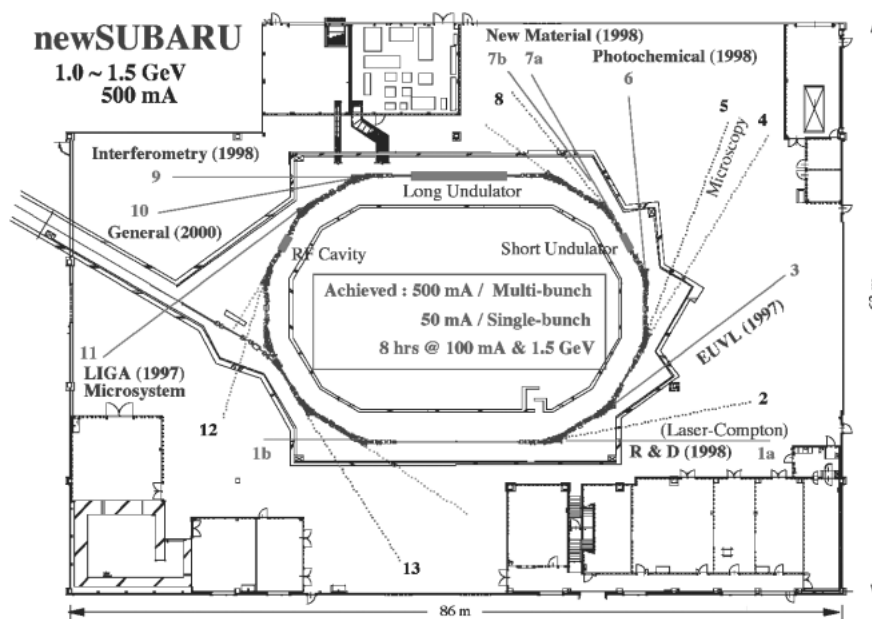 newSUBARU
1.0 ~ 1.5 GeV
500 mA
New Material (1998)
7b 7a
Photochemical (1998)
6
8
5
4
Microscopy
Interferometry (1998)
9
10
General (2000)
Long Undulator
RF Cavity
Short Undulator
3
Achieved : 500 mA / Multi-bunch
50 mA / Single-bunch
8 hrs @ 100 mA & 1.5 GeV
EUVL (1997)
11
LIGA (1997)
Microsystem
12
2
(Laser-Compton)
1b
R & D (1998)
1a
13
86 m